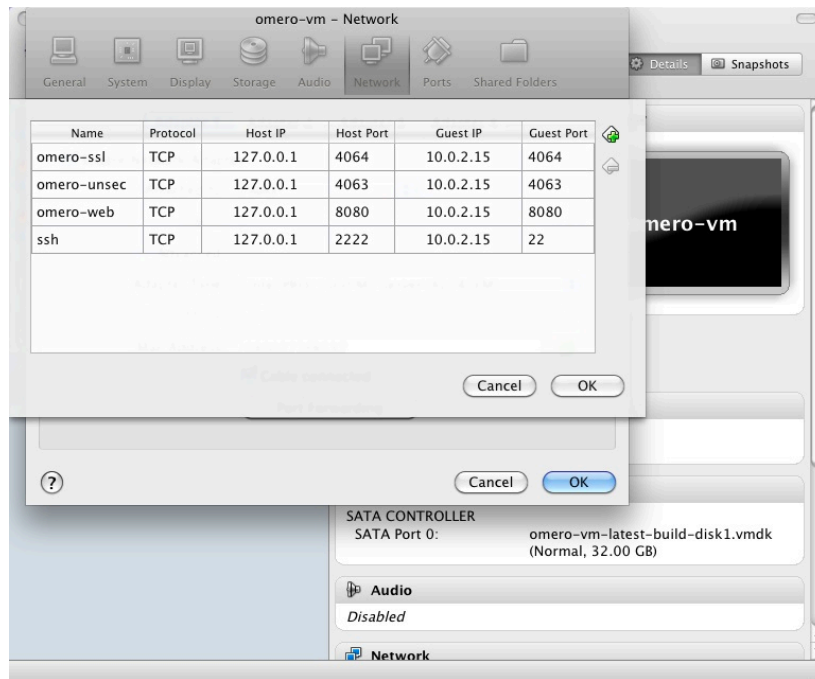 omero-vm – Network
General System Display Storage Audio Network Ports Shared Folders
Details Snapshots
Name Protocol Host IP Host Port Guest IP Guest Port
omero-ssl TCP 127.0.0.1 4064 10.0.2.15 4064
omero-unsec TCP 127.0.0.1 4063 10.0.2.15 4063
omero-web TCP 127.0.0.1 8080 10.0.2.15 8080
ssh TCP 127.0.0.1 2222 10.0.2.15 22
mero-vm
Cable connected
Cancel OK
Port Forwarding
? Cancel OK
SATA CONTROLLER
SATA Port 0: omero-vm-latest-build-disk1.vmdk
(Normal, 32.00 GB)
Audio
Disabled
Network